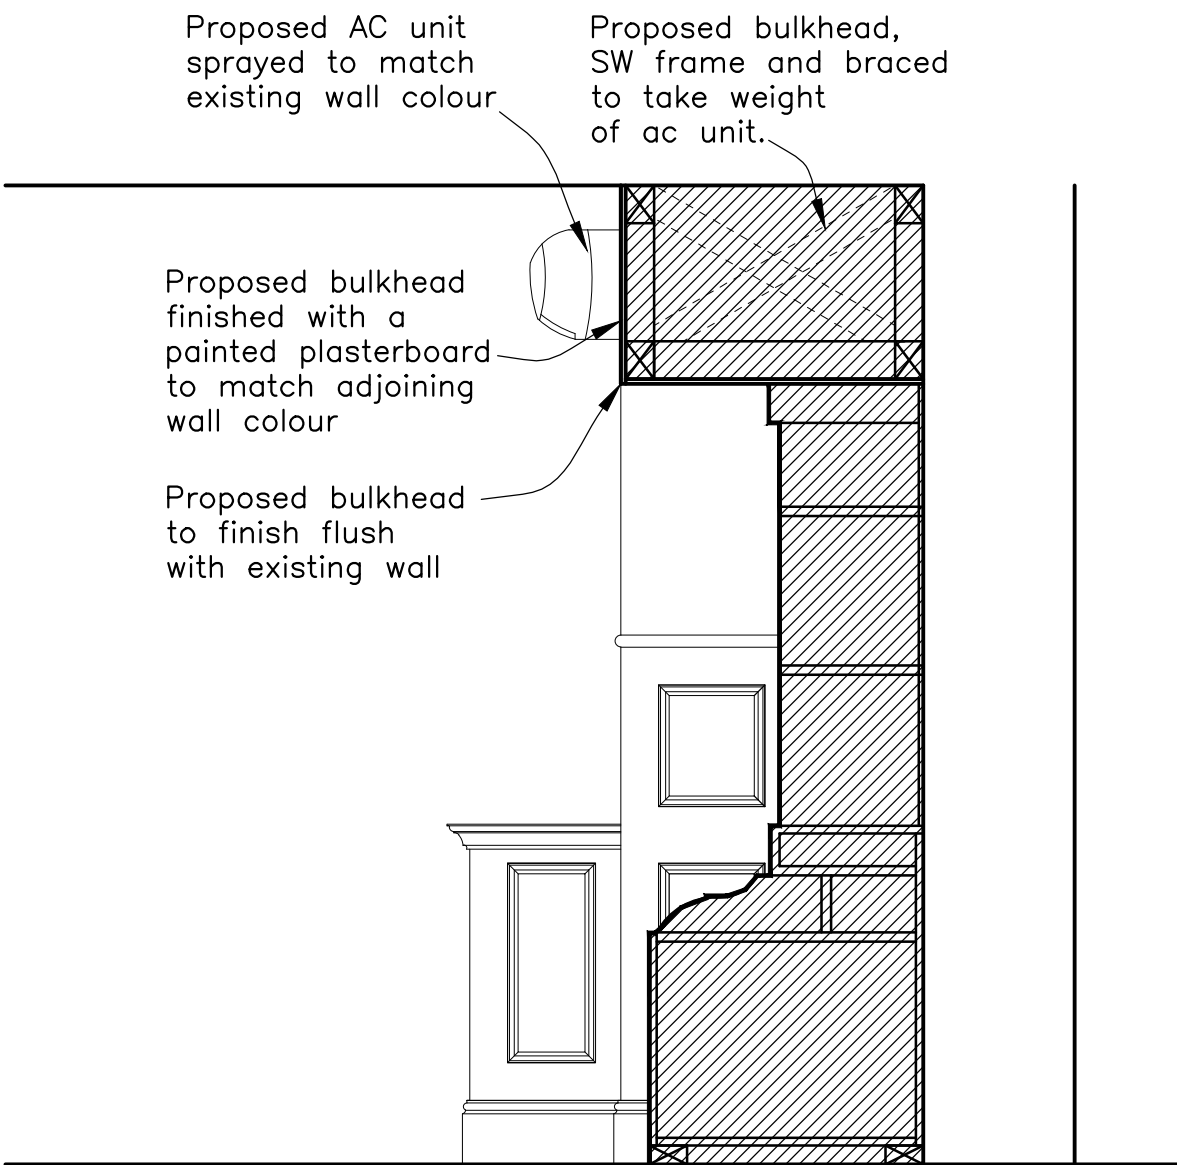 Proposed AC unit
sprayed to match
existing wall colour
Proposed bulkhead,
SW frame and braced
to take weight
of ac unit.
Proposed bulkhead
finished with a
painted plasterboard
to match adjoining
wall colour
Proposed bulkhead
to finish flush
with existing wall